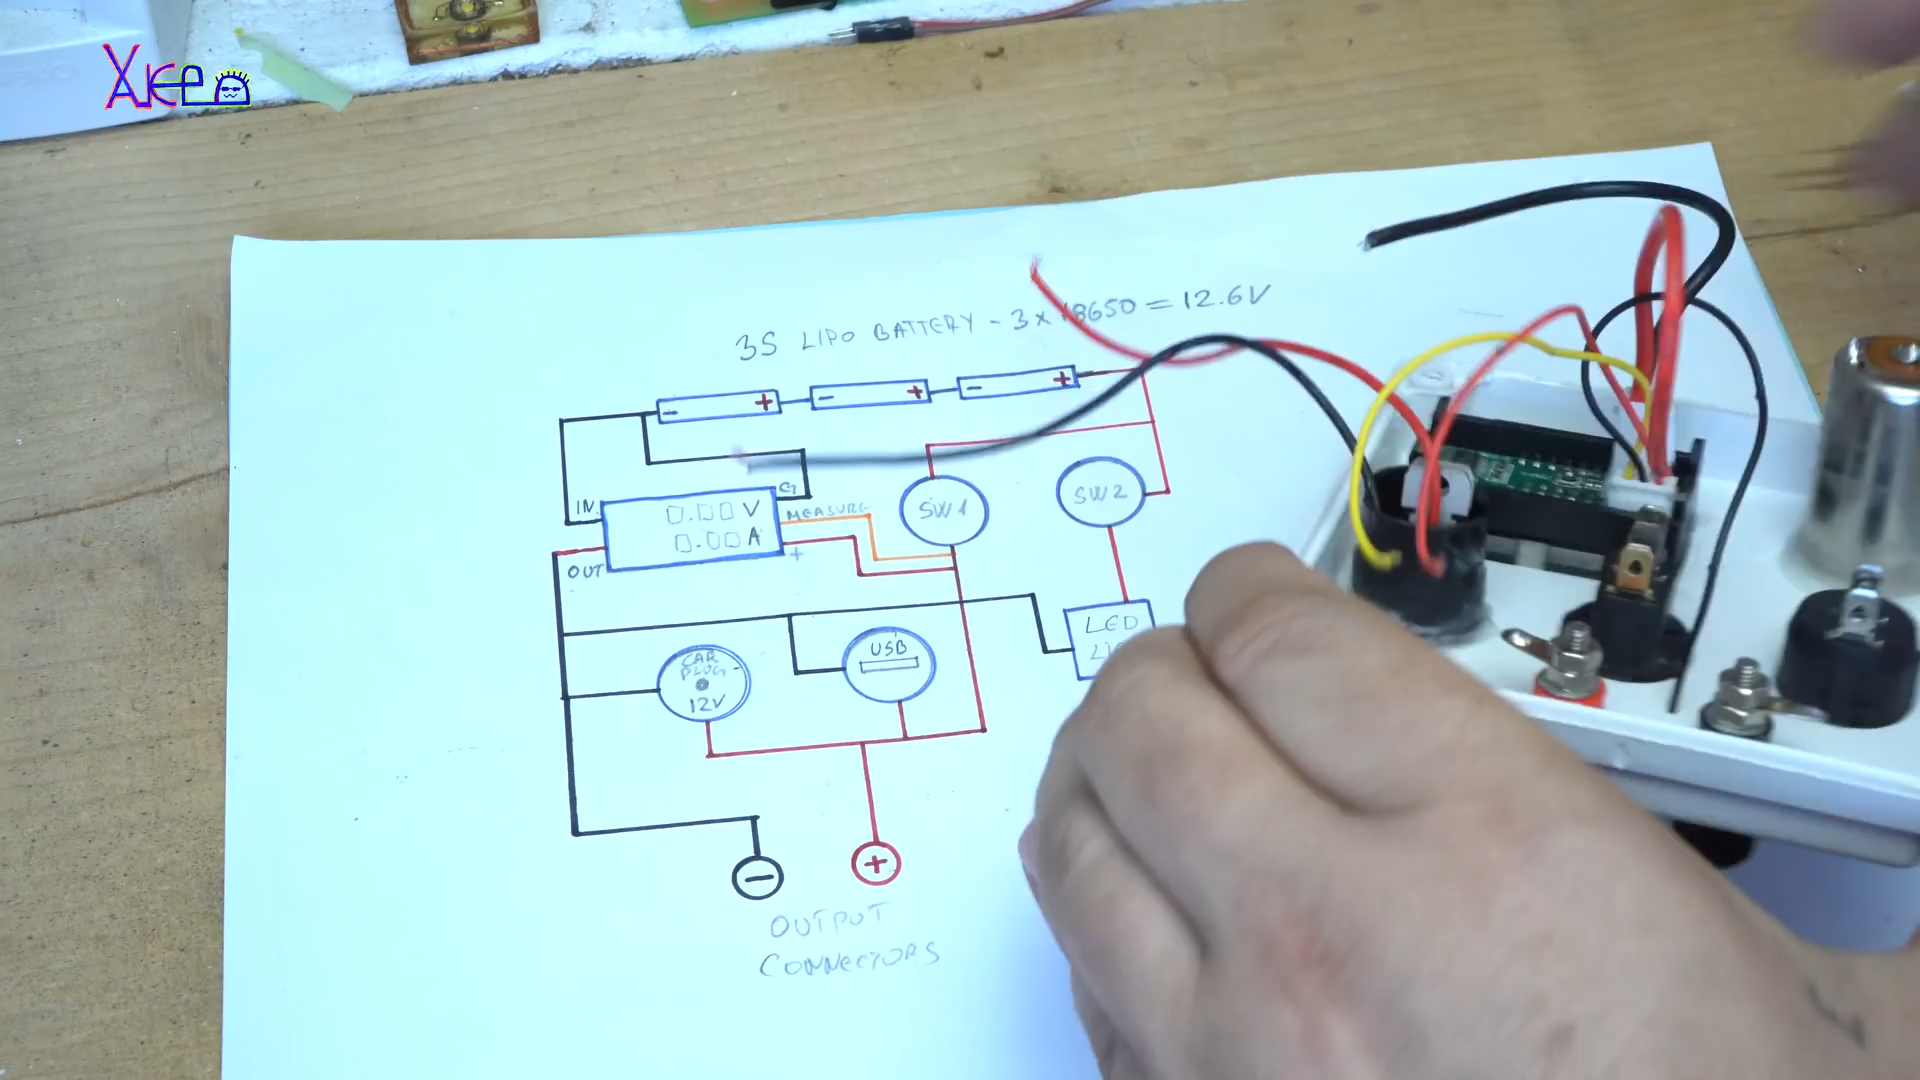 XKEP
3S LIPO BATTERY - 3 x 18650 = 12.6V
- + - + - +
IN
G
0.00 V
MEASURE
SW1
SW2
0.00 A
+
OUT
LED
CAR
PLUG
12V
USB
- +
OUTPUT
CONNECTORS